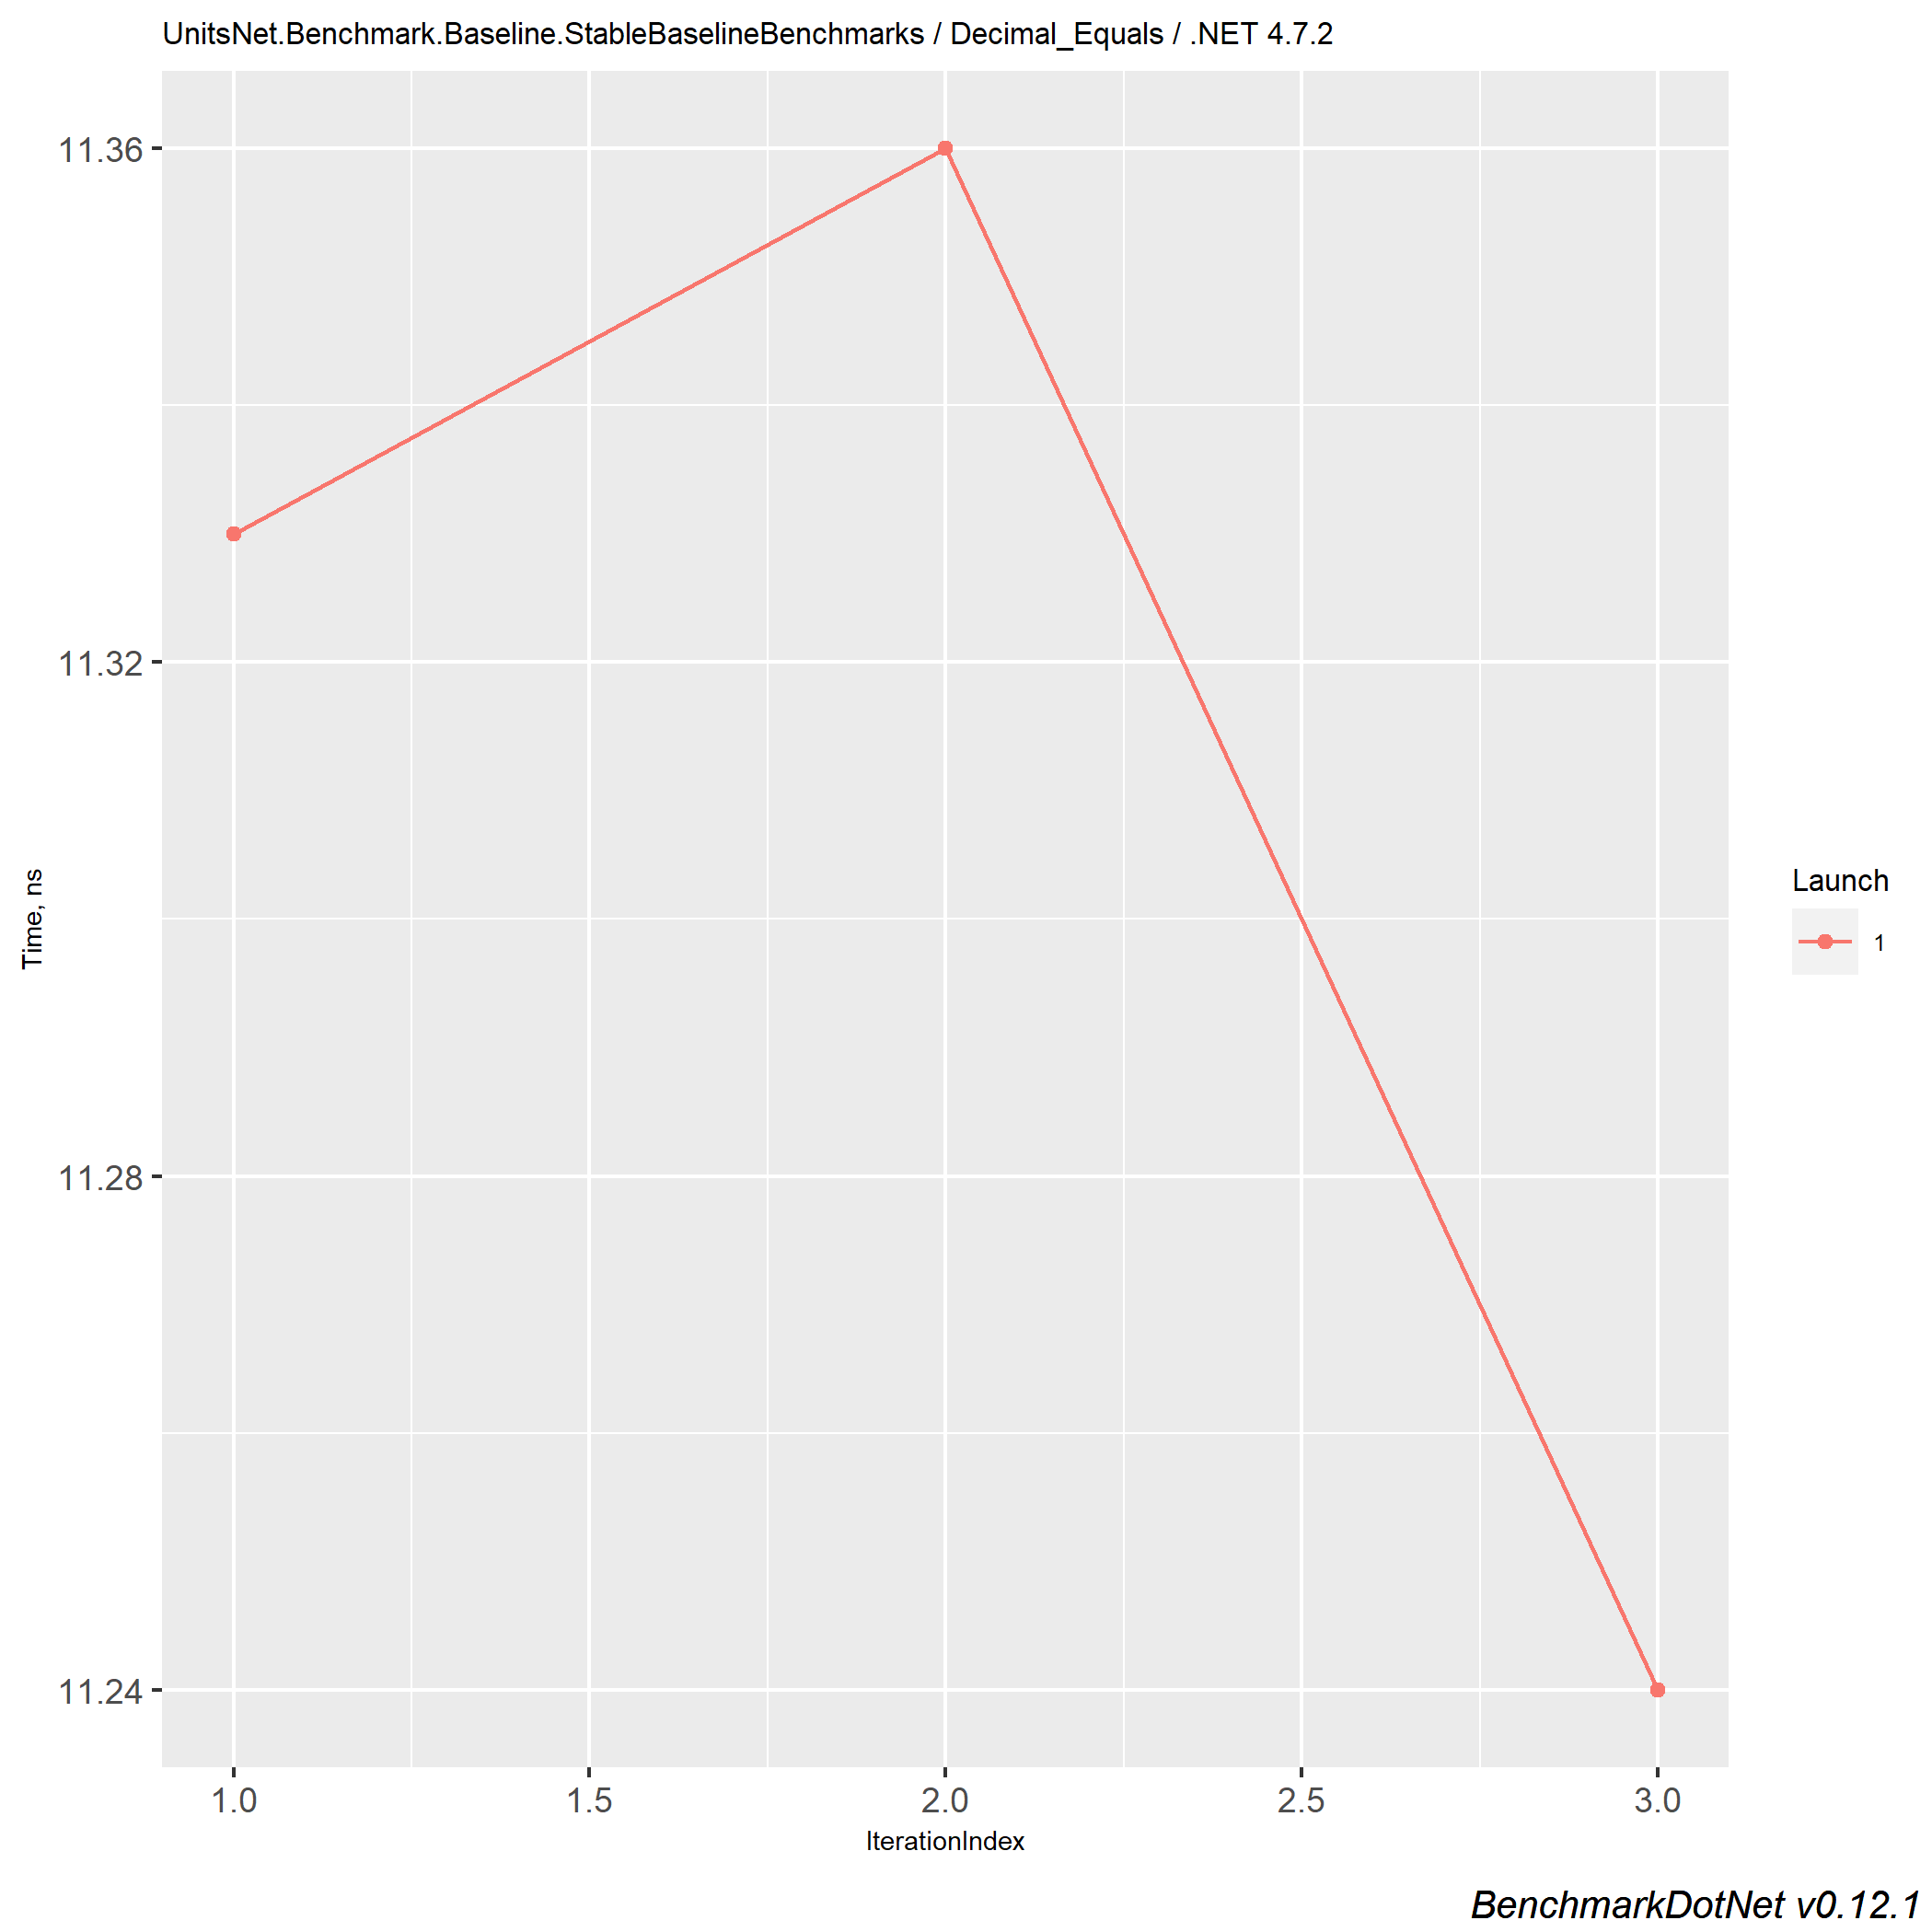 UnitsNet.Benchmark.Baseline.StableBaselineBenchmarks / Decimal_Equals / .NET 4.7.2
11.36
11.32
11.28
11.24
Time, ns
1.0 1.5 2.0 2.5 3.0
IterationIndex
Launch
1
BenchmarkDotNet v0.12.1